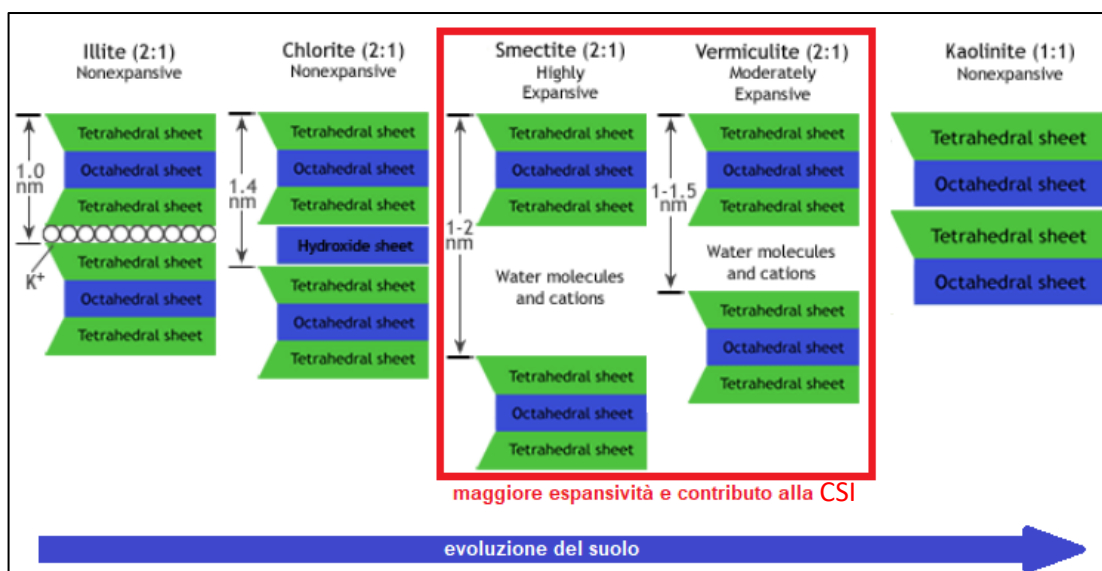 Illite (2:1)
Nonexpansive
Tetrahedral sheet
Octahedral sheet
Tetrahedral sheet
1.0
nm
K+
Tetrahedral sheet
Octahedral sheet
Tetrahedral sheet
Chlorite (2:1)
Nonexpansive
Tetrahedral sheet
Octahedral sheet
Tetrahedral sheet
1.4
nm
Hydroxide sheet
Tetrahedral sheet
Octahedral sheet
Tetrahedral sheet
Smectite (2:1)
Highly
Expansive
Tetrahedral sheet
Octahedral sheet
Tetrahedral sheet
1-2
nm
Water molecules
and cations
Tetrahedral sheet
Octahedral sheet
Tetrahedral sheet
Vermiculite (2:1)
Moderately
Expansive
Tetrahedral sheet
Octahedral sheet
Tetrahedral sheet
1-1.5
nm
Water molecules
and cations
Tetrahedral sheet
Octahedral sheet
Tetrahedral sheet
Kaolinite (1:1)
Nonexpansive
Tetrahedral sheet
Octahedral sheet
Tetrahedral sheet
Octahedral sheet
maggiore espansività e contributo alla CSI
evoluzione del suolo